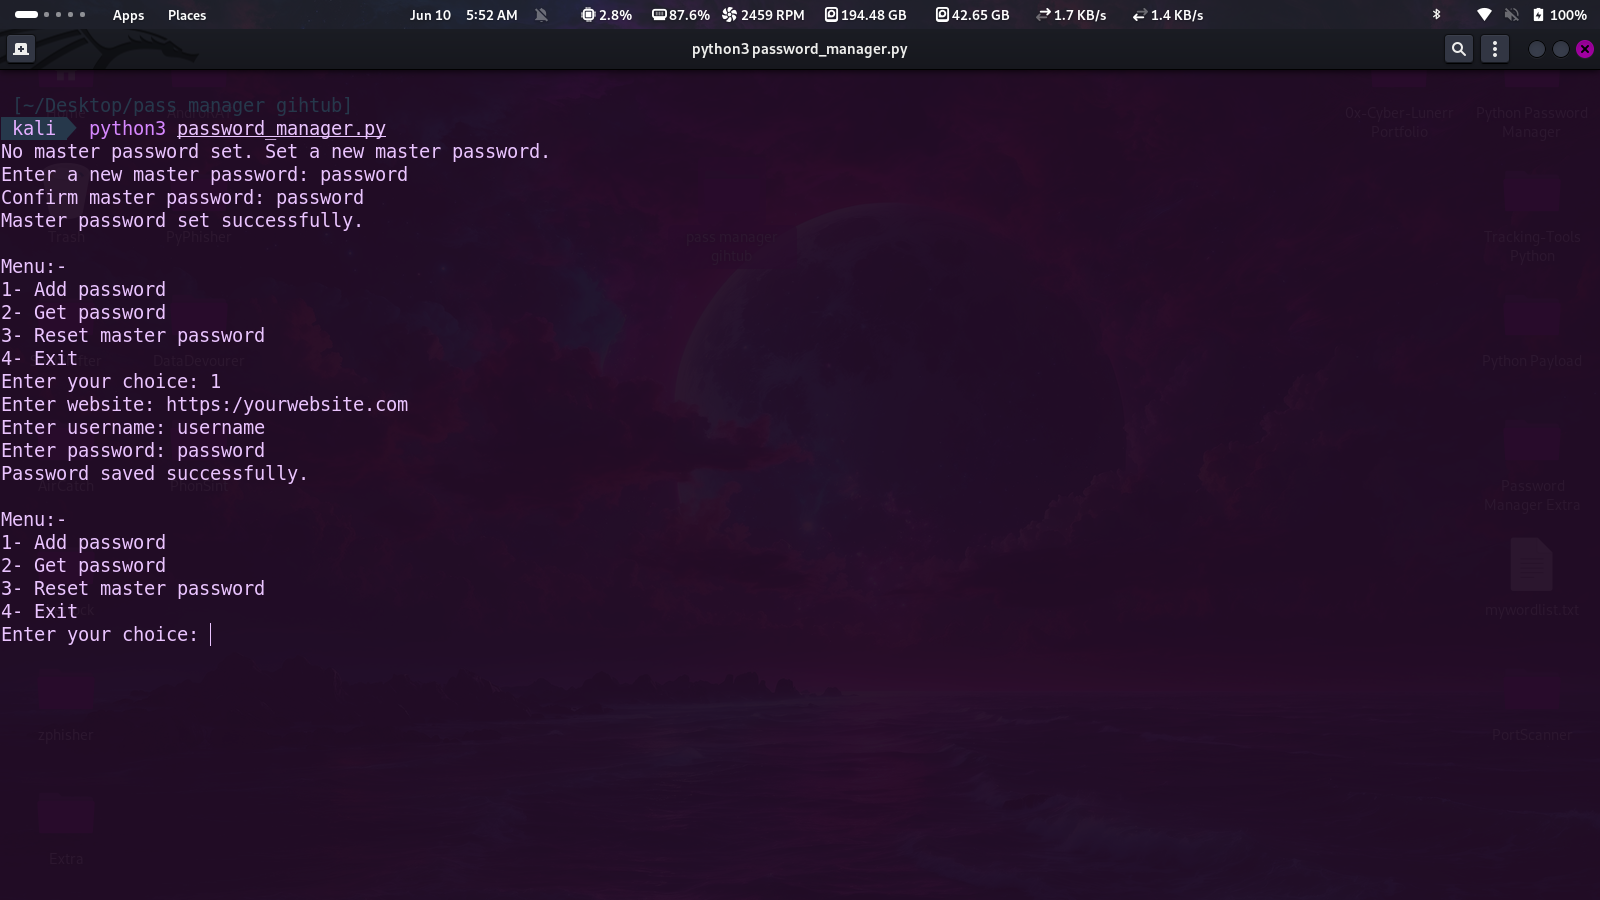 Apps Places Jun 10 5:52 AM 2.8% 87.6% 2459 RPM 194.48 GB 42.65 GB 1.7 KB/s 1.4 KB/s 100%
python3 password_manager.py
[~/Desktop/pass manager gihtub]
kali python3 password_manager.py
No master password set. Set a new master password.
Enter a new master password: password
Confirm master password: password
Master password set successfully.
Menu:-
1- Add password
2- Get password
3- Reset master password
4- Exit
Enter your choice: 1
Enter website: https:/yourwebsite.com
Enter username: username
Enter password: password
Password saved successfully.
Menu:-
1- Add password
2- Get password
3- Reset master password
4- Exit
Enter your choice:
Trash
PyPhisher
DataDevourer
zphisher
Extra
pass manager
gihtub
0x-Cyber-Lunerr
Portfolio
Python Password
Manager
Tracking-Tools
Python
Python Payload
Password
Manager Extra
mywordlist.txt
PortScanner